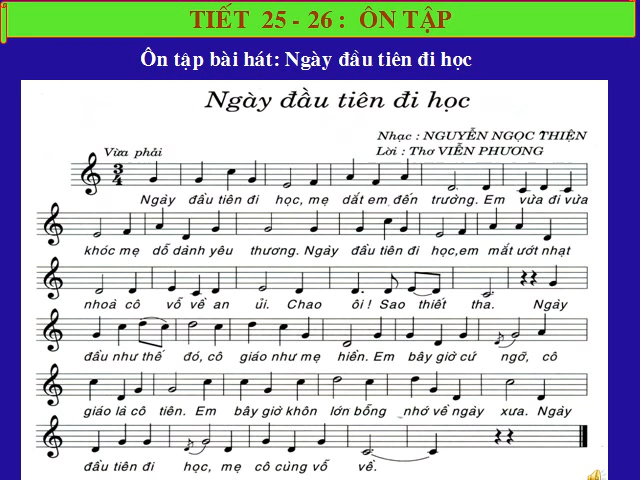 TIẾT 25 - 26 : ÔN TẬP
Ôn tập bài hát: Ngày đầu tiên đi học
Ngày đầu tiên đi học
Nhạc : NGUYỄN NGỌC THIỆN
Vừa phải
Lời : Thơ VIỄN PHƯƠNG
3
4
Ngày đầu tiên đi học, mẹ dắt em đến trường. Em vừa đi vừa
khóc mẹ dỗ dành yêu thương. Ngày đầu tiên đi học,em mắt ướt nhạt
nhoà cô vỗ về an ủi. Chao ôi! Sao thiết tha. Ngày
đầu như thế đó, cô giáo như mẹ hiền. Em bây giờ cứ ngỡ, cô
giáo là cô tiên. Em bây giờ khôn lớn bỗng nhớ về ngày xưa. Ngày
đầu tiên đi học, mẹ cô cùng vỗ về.